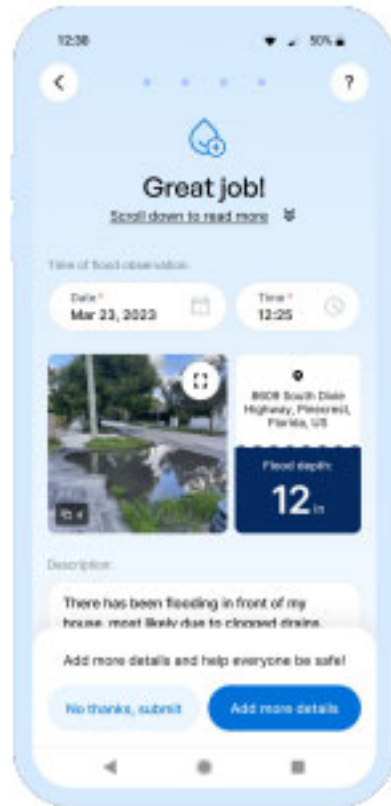 12:38
50%
?
Great job!
Scroll down to read more
Time of flood observation:
Date*
Mar 23, 2023
Time*
12:25
8609 South Dixie
Highway, Pinecrest,
Florida, US
Flood depth:
12 in
4
Description:
There has been flooding in front of my
house, most likely due to clogged drains.
Add more details and help everyone be safe!
No thanks, submit
Add more details